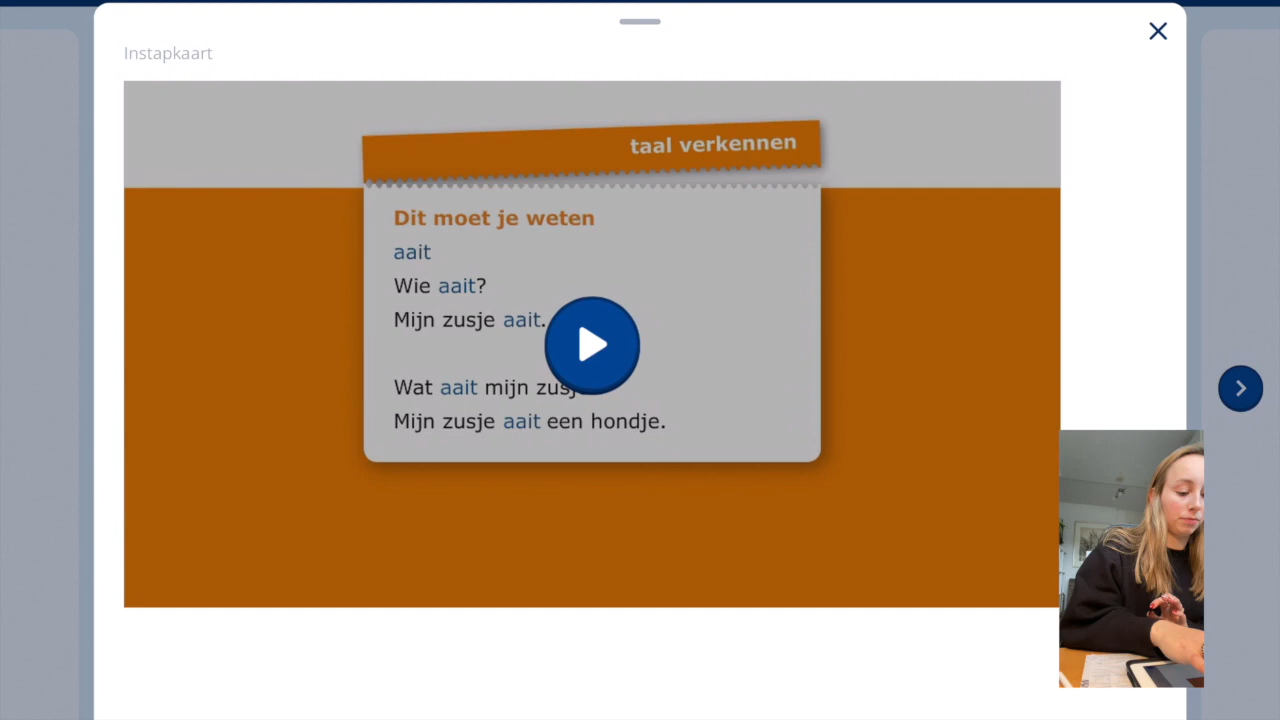 Instapkaart
taal verkennen
Dit moet je weten
aait
Wie aait?
Mijn zusje aait.
Wat aait mijn
Mijn zusje aait een hondje.